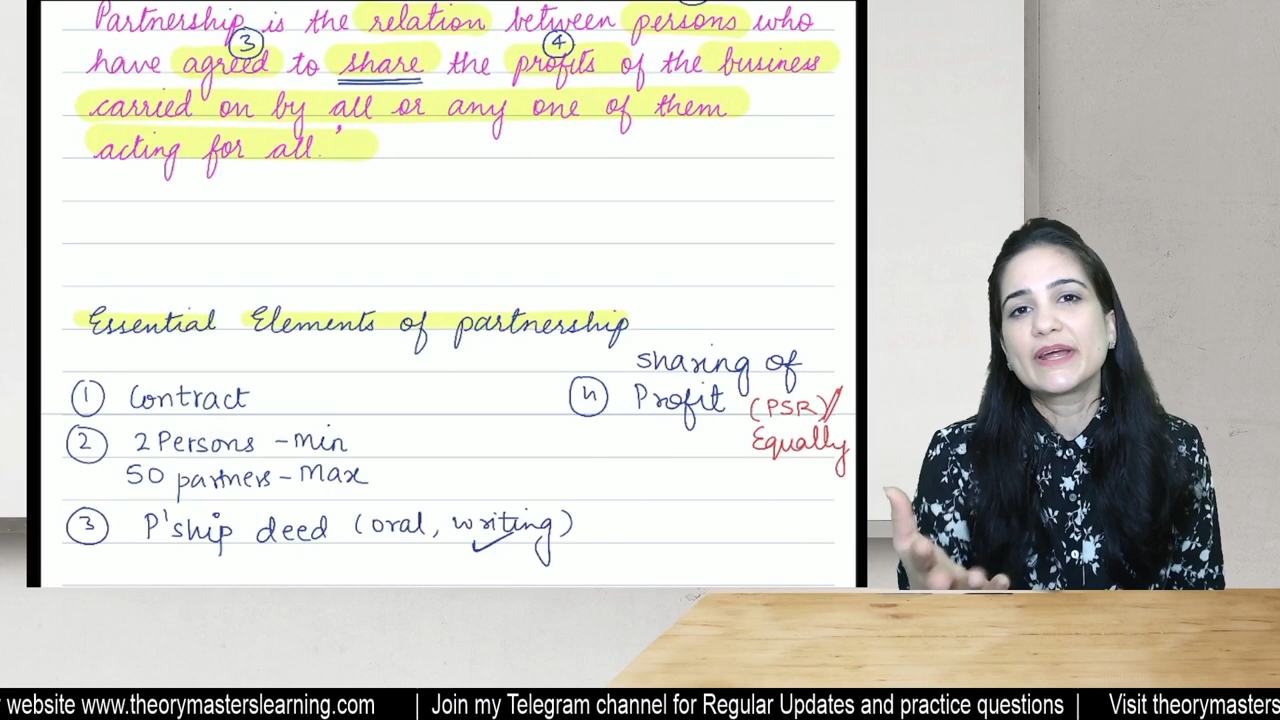 Partnership is the relation between persons who
③ ④
have agreed to share the profits of the business
carried on by all or any one of them
acting for all.'
Essential Elements of partnership
① Contract
② 2 Persons - Min
50 partners - Max
③ P'ship deed (oral, writing)
sharing of
④ Profit (PSR)/
Equally
website www.theorymasterslearning.com | Join my Telegram channel for Regular Updates and practice questions | Visit theorymasters